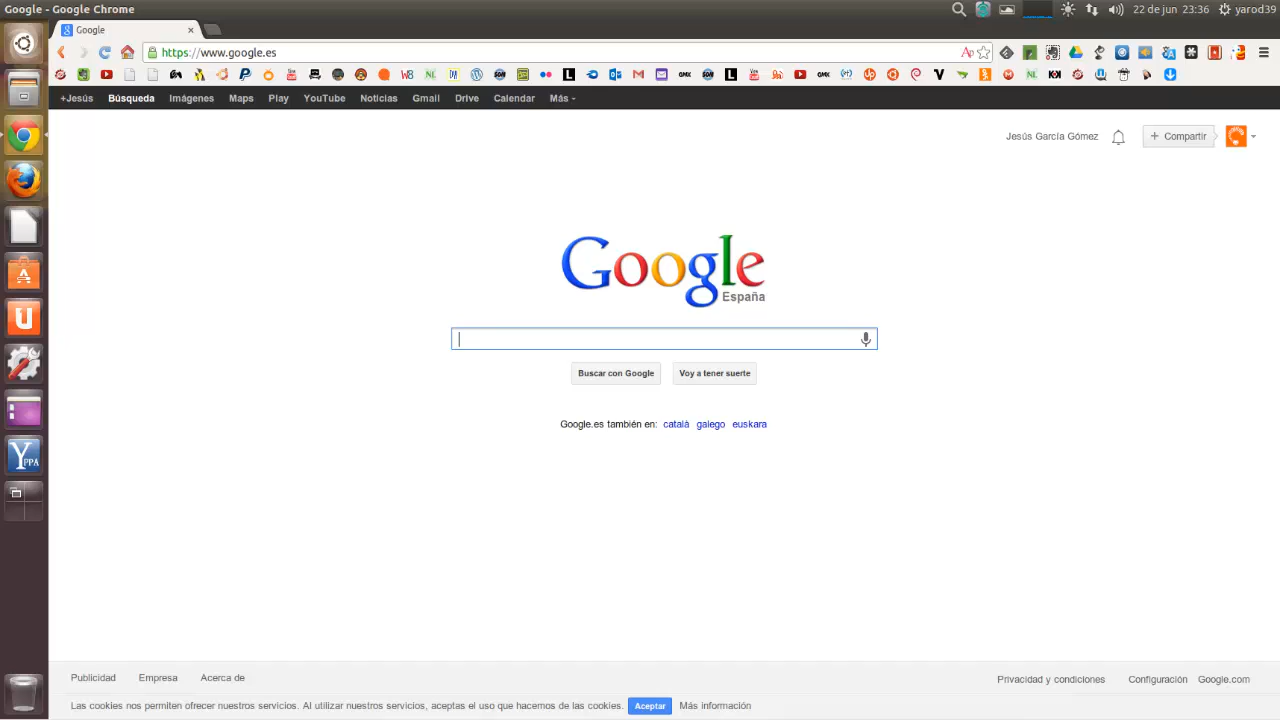 Google - Google Chrome
22 de jun 23:36 yarod39
Google
https://www.google.es
+Jesús Búsqueda Imágenes Maps Play YouTube Noticias Gmail Drive Calendar Más
Jesús García Gómez
+ Compartir
Google
España
Buscar con Google
Voy a tener suerte
Google.es también en: català galego euskara
Publicidad Empresa Acerca de
Privacidad y condiciones Configuración Google.com
Las cookies nos permiten ofrecer nuestros servicios. Al utilizar nuestros servicios, aceptas el uso que hacemos de las cookies. Aceptar Más información